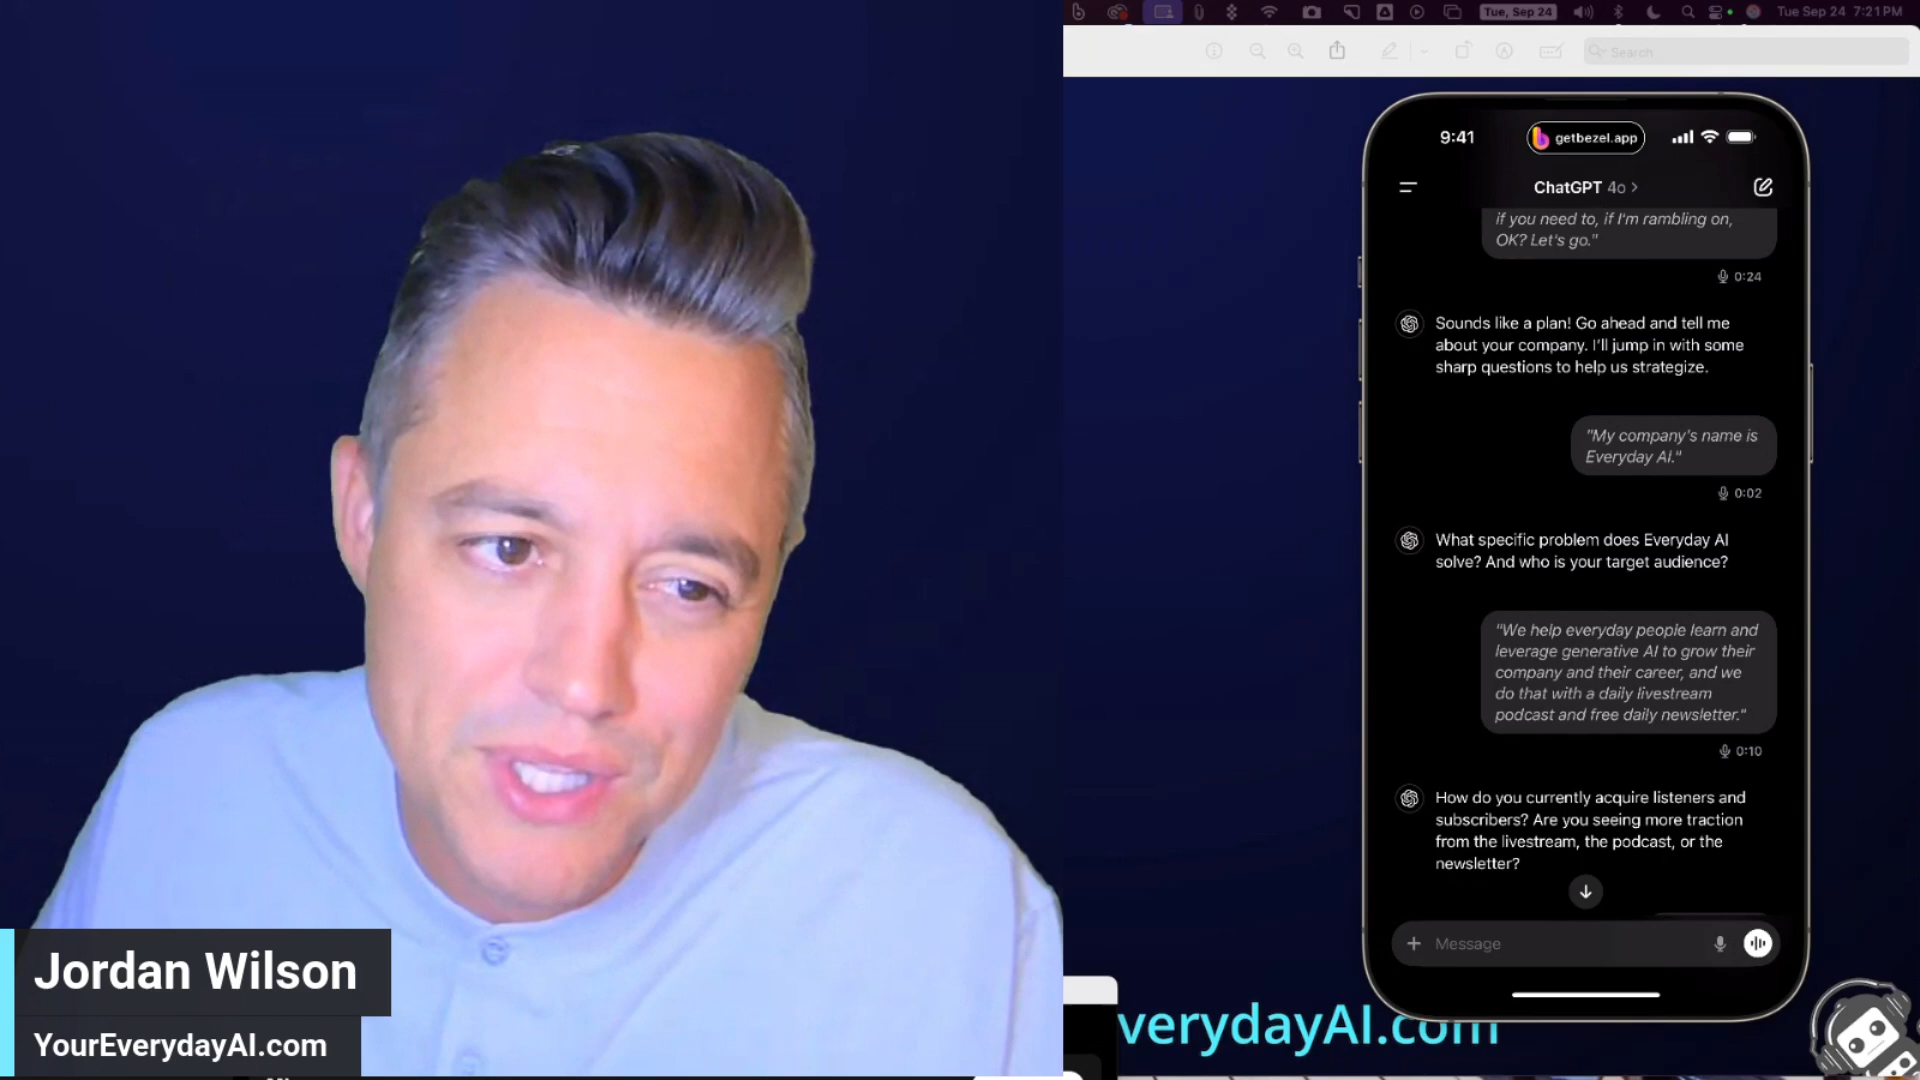 Tue, Sep 24
Tue Sep 24 7:21 PM
Search
9:41
getbezel.app
ChatGPT 4o >
if you need to, if I'm rambling on,
OK? Let's go."
0:24
Sounds like a plan! Go ahead and tell me
about your company. I'll jump in with some
sharp questions to help us strategize.
"My company's name is
Everyday AI."
0:02
What specific problem does Everyday AI
solve? And who is your target audience?
"We help everyday people learn and
leverage generative AI to grow their
company and their career, and we
do that with a daily livestream
podcast and free daily newsletter."
0:10
How do you currently acquire listeners and
subscribers? Are you seeing more traction
from the livestream, the podcast, or the
newsletter?
Message
Jordan Wilson
YourEverydayAI.com
verydayAI.com